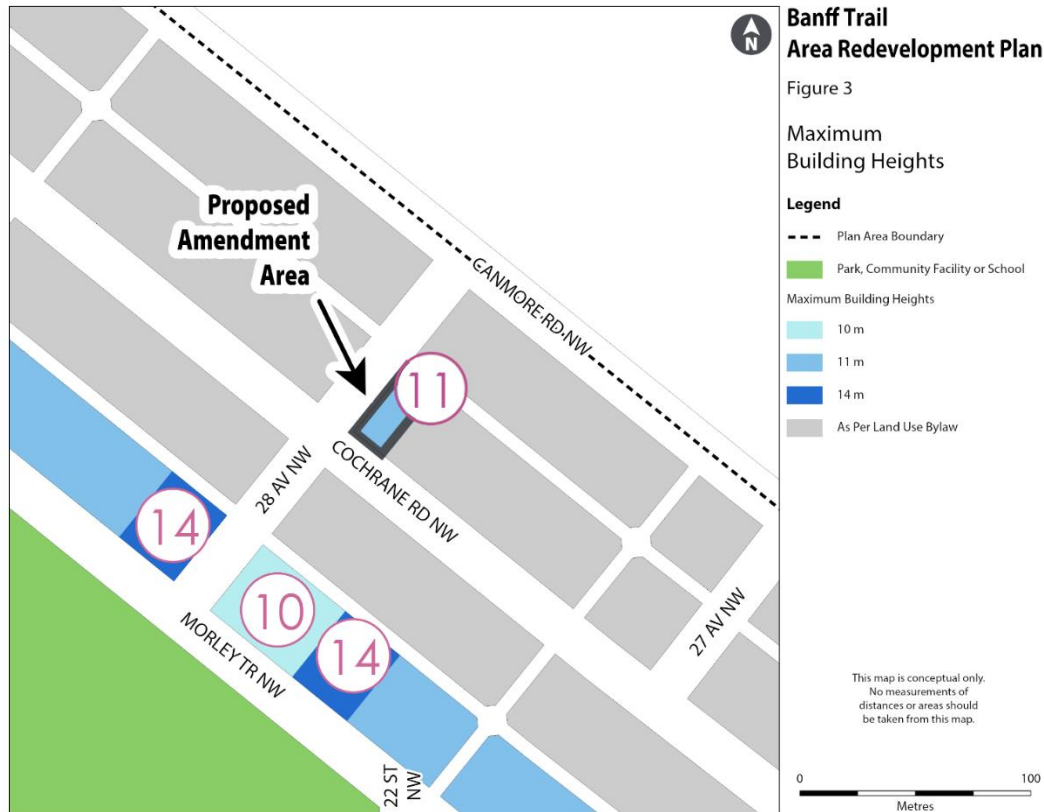 N
Proposed
Amendment
Area
CANMORE RD NW
11
COCHRANE RD NW
28 AV NW
14
10
14
MORLEY TR NW
27 AV NW
22 ST
NW
Banff Trail
Area Redevelopment Plan
Figure 3
Maximum
Building Heights
Legend
Plan Area Boundary
Park, Community Facility or School
Maximum Building Heights
10 m
11 m
14 m
As Per Land Use Bylaw
This map is conceptual only.
No measurements of
distances or areas should
be taken from this map.
0 100
Metres